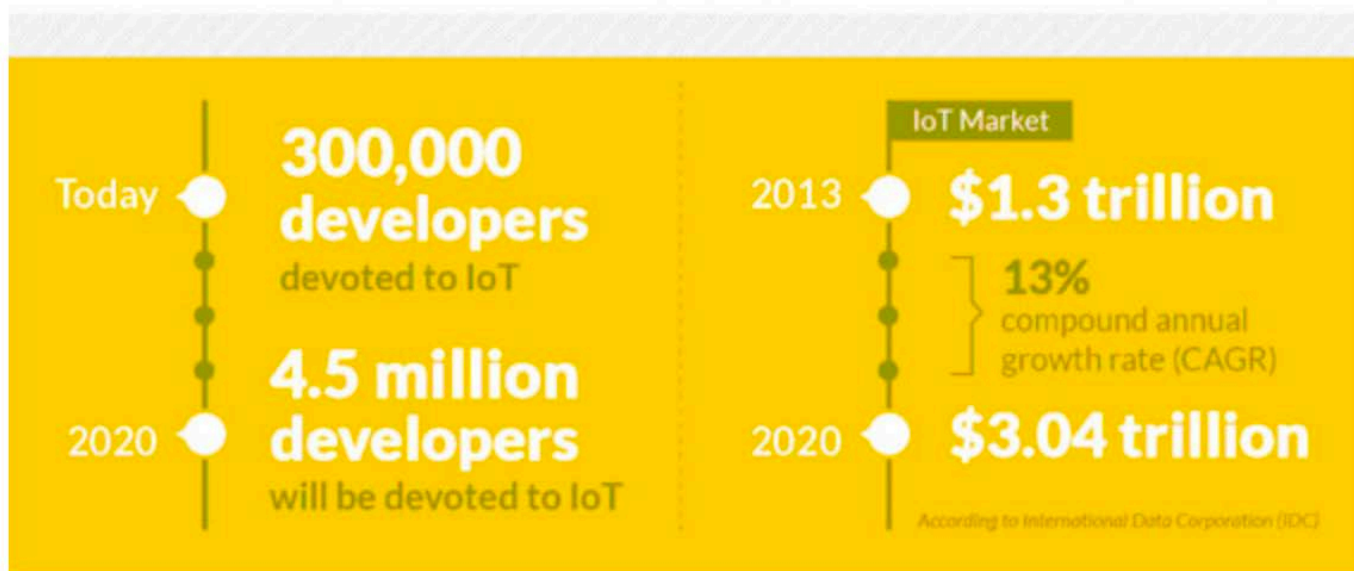 Today
300,000
developers
devoted to IoT
2020
4.5 million
developers
will be devoted to IoT
IoT Market
2013
$1.3 trillion
13%
compound annual
growth rate (CAGR)
2020
$3.04 trillion
According to International Data Corporation (IDC)